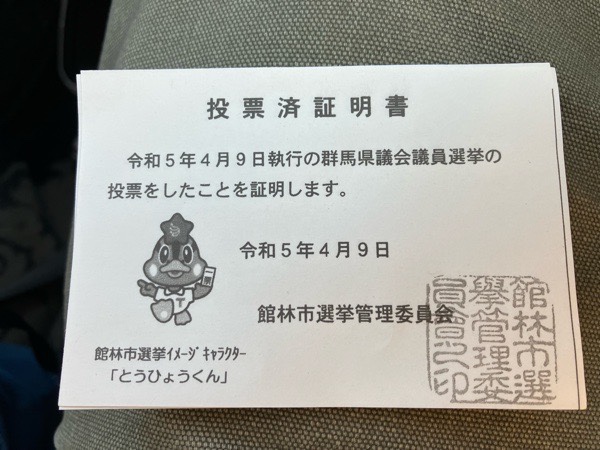 投票済証明書
令和５年４月９日執行の群馬県議会議員選挙の
投票をしたことを証明します。
令和５年４月９日
館林市選挙管理委員会
館林市選挙ｲﾒｰｼﾞｷｬﾗｸﾀｰ
「とうひょうくん」
館林市選
擧管理委
員會之印